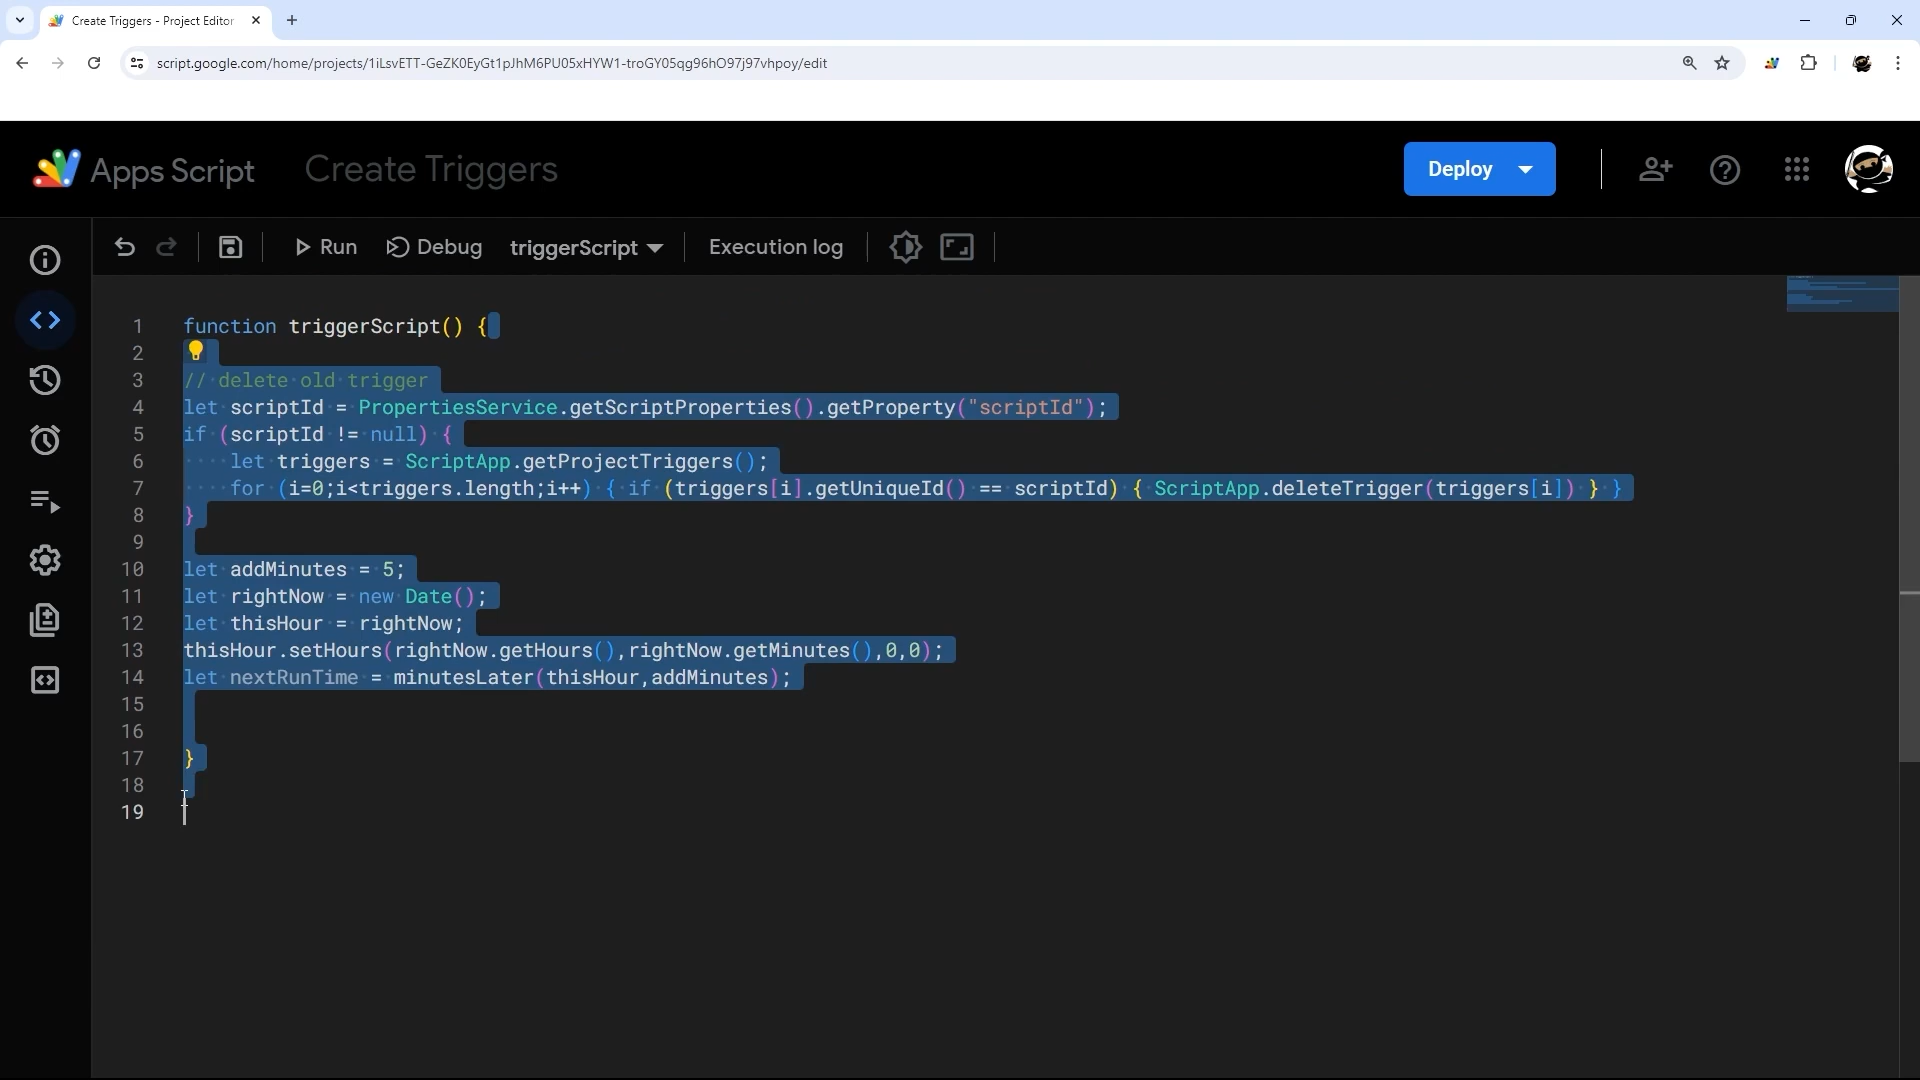 Create Triggers - Project Editor
script.google.com/home/projects/1iLsvETT-GeZK0EyGt1pJhM6PU05xHYW1-troGY05qg96hO97j97vhpoy/edit
Apps Script Create Triggers Deploy
Run Debug triggerScript Execution log
1 function triggerScript() {
2
3 // delete old trigger
4 let scriptId = PropertiesService.getScriptProperties().getProperty("scriptId");
5 if (scriptId != null) {
6 let triggers = ScriptApp.getProjectTriggers();
7 for (i=0;i<triggers.length;i++) { if (triggers[i].getUniqueId() == scriptId) { ScriptApp.deleteTrigger(triggers[i]) } }
8 }
9
10 let addMinutes = 5;
11 let rightNow = new Date();
12 let thisHour = rightNow;
13 thisHour.setHours(rightNow.getHours(),rightNow.getMinutes(),0,0);
14 let nextRunTime = minutesLater(thisHour,addMinutes);
15
16
17 }
18
19